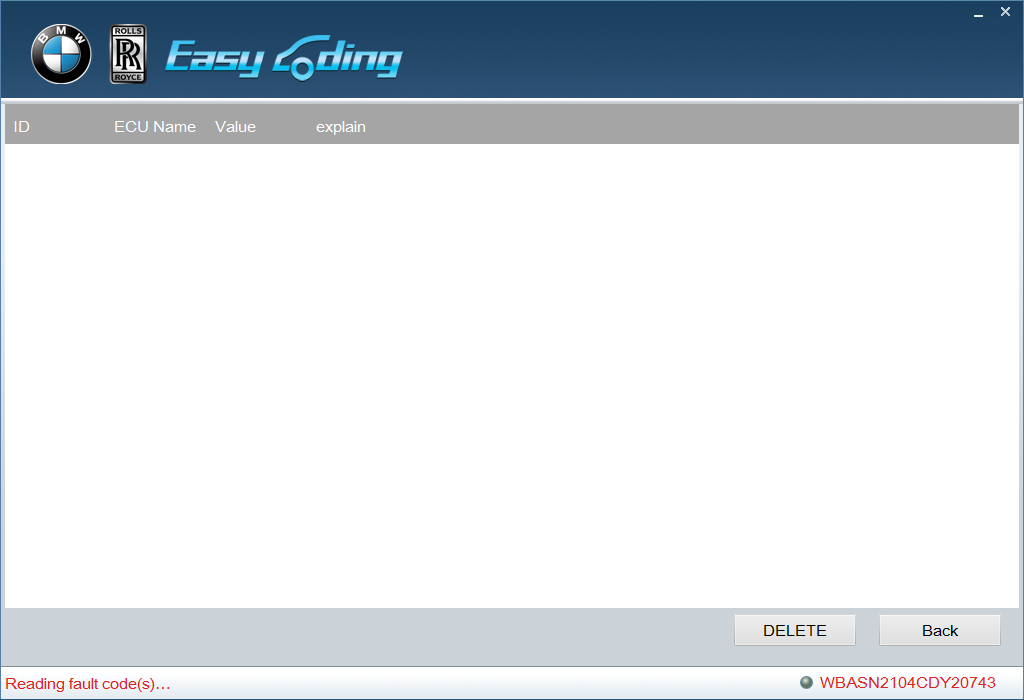 BMW
ROLLS
RR
ROYCE
Easy Coding
ID ECU Name Value explain
DELETE Back
Reading fault code(s)... WBASN2104CDY20743